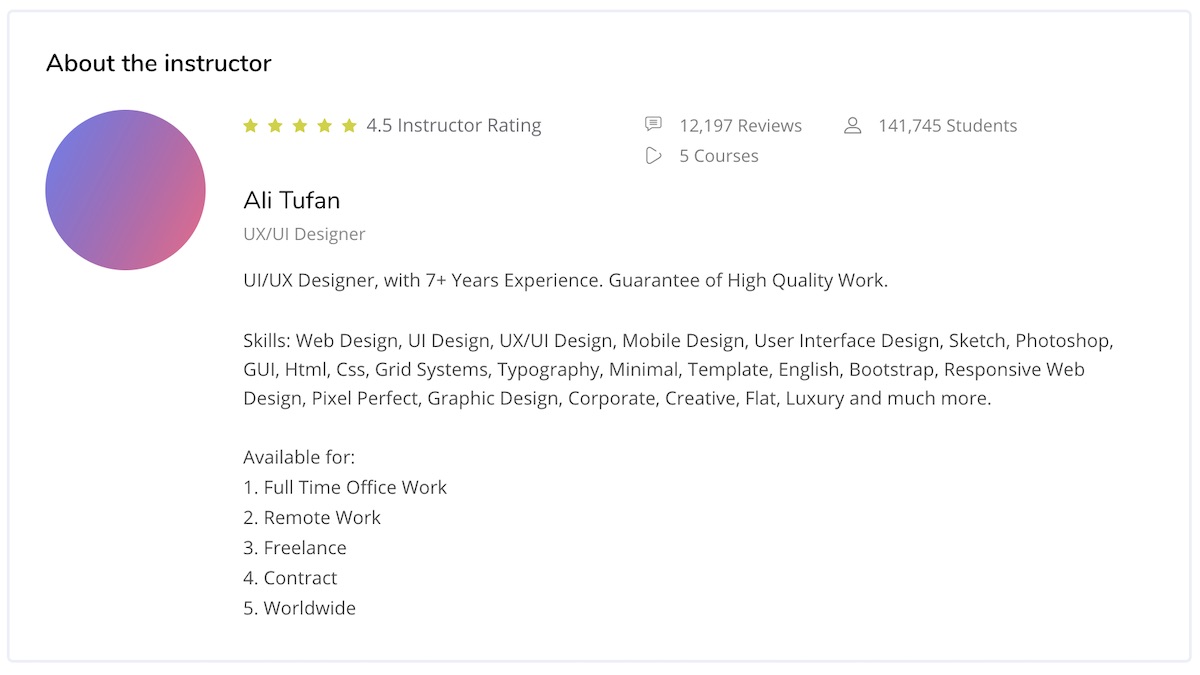 About the instructor
4.5 Instructor Rating
12,197 Reviews
141,745 Students
5 Courses
Ali Tufan
UX/UI Designer
UI/UX Designer, with 7+ Years Experience. Guarantee of High Quality Work.
Skills: Web Design, UI Design, UX/UI Design, Mobile Design, User Interface Design, Sketch, Photoshop,
GUI, Html, Css, Grid Systems, Typography, Minimal, Template, English, Bootstrap, Responsive Web
Design, Pixel Perfect, Graphic Design, Corporate, Creative, Flat, Luxury and much more.
Available for:
1. Full Time Office Work
2. Remote Work
3. Freelance
4. Contract
5. Worldwide